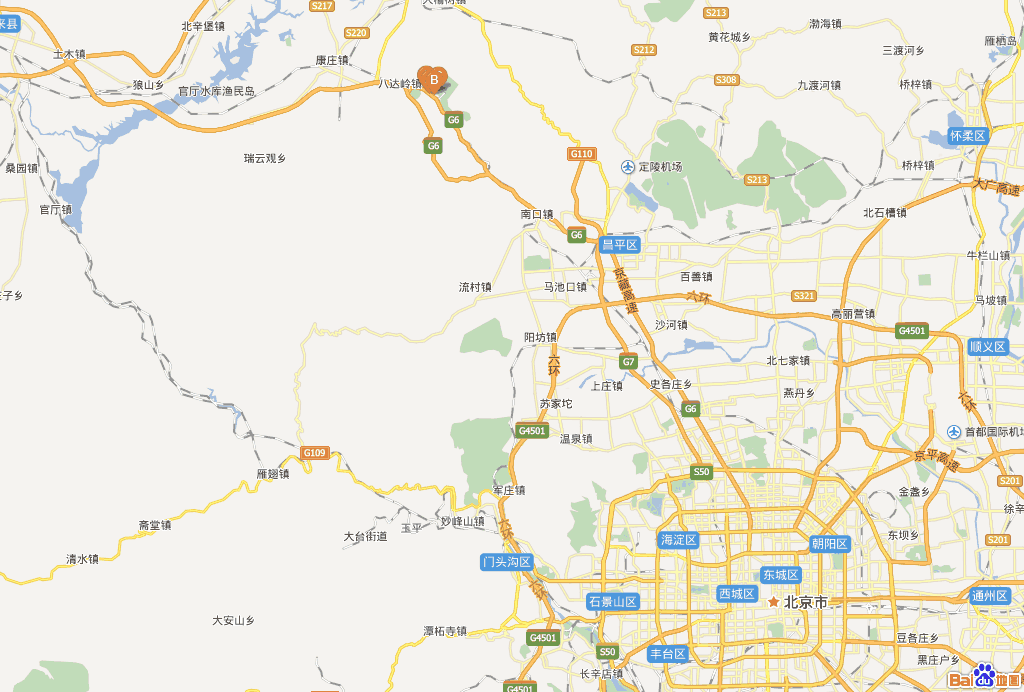 大榆树镇
S217
S213
渤海镇
来县
北辛堡镇
S220
黄花城乡
雁栖岛
土木镇
康庄镇
S212
三渡河乡
狼山乡
官厅水库渔民岛
八达岭镇
B
S308
九渡河镇
桥梓镇
G6
怀柔区
G6
瑞云观乡
G110
定陵机场
桑园镇
桥梓镇
S213
大广高速
官厅镇
南口镇
北石槽镇
G6
昌平区
牛栏山镇
京藏高速
百善镇
流村镇
马池口镇
六环
S321
马坡镇
王子乡
高丽营镇
沙河镇
G4501
阳坊镇
顺义区
六环
G7
北七家镇
上庄镇
史各庄乡
燕丹乡
苏家坨
G6
六环
G4501
温泉镇
首都国际机场
G109
京平高速
雁翅镇
S50
S201
军庄镇
金盏乡
斋堂镇
玉平
妙峰山镇
六环
徐辛
大台街道
东坝乡
海淀区
朝阳区
S201
清水镇
门头沟区
东城区
六环
西城区
石景山区
北京市
通州区
大安山乡
潭柘寺镇
G4501
豆各庄乡
S50
丰台区
黑庄户乡
长辛店镇
G4501
Bai du 地图